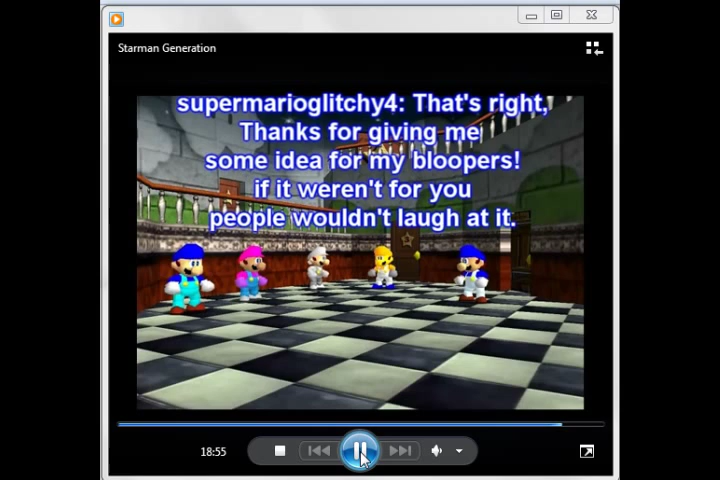 Starman Generation
supermarioglitchy4: That's right,
Thanks for giving me
some idea for my bloopers!
if it weren't for you
people wouldn't laugh at it.
18:55